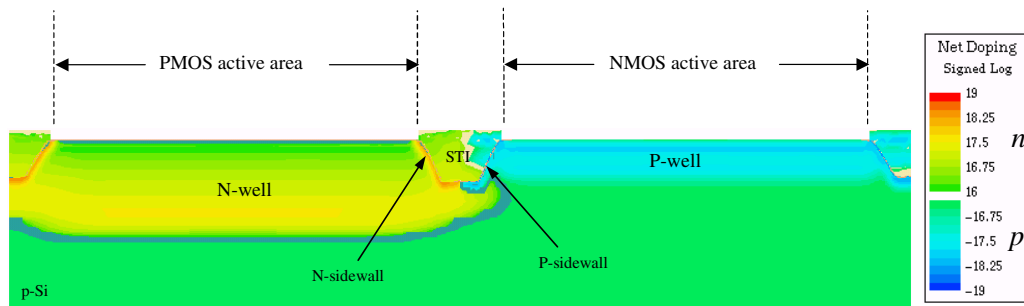 PMOS active area
NMOS active area
Net Doping
Signed Log
19
18.25
17.5
16.75
16
-16.75
-17.5
-18.25
-19
n
p
STI
N-well
P-well
N-sidewall
P-sidewall
p-Si